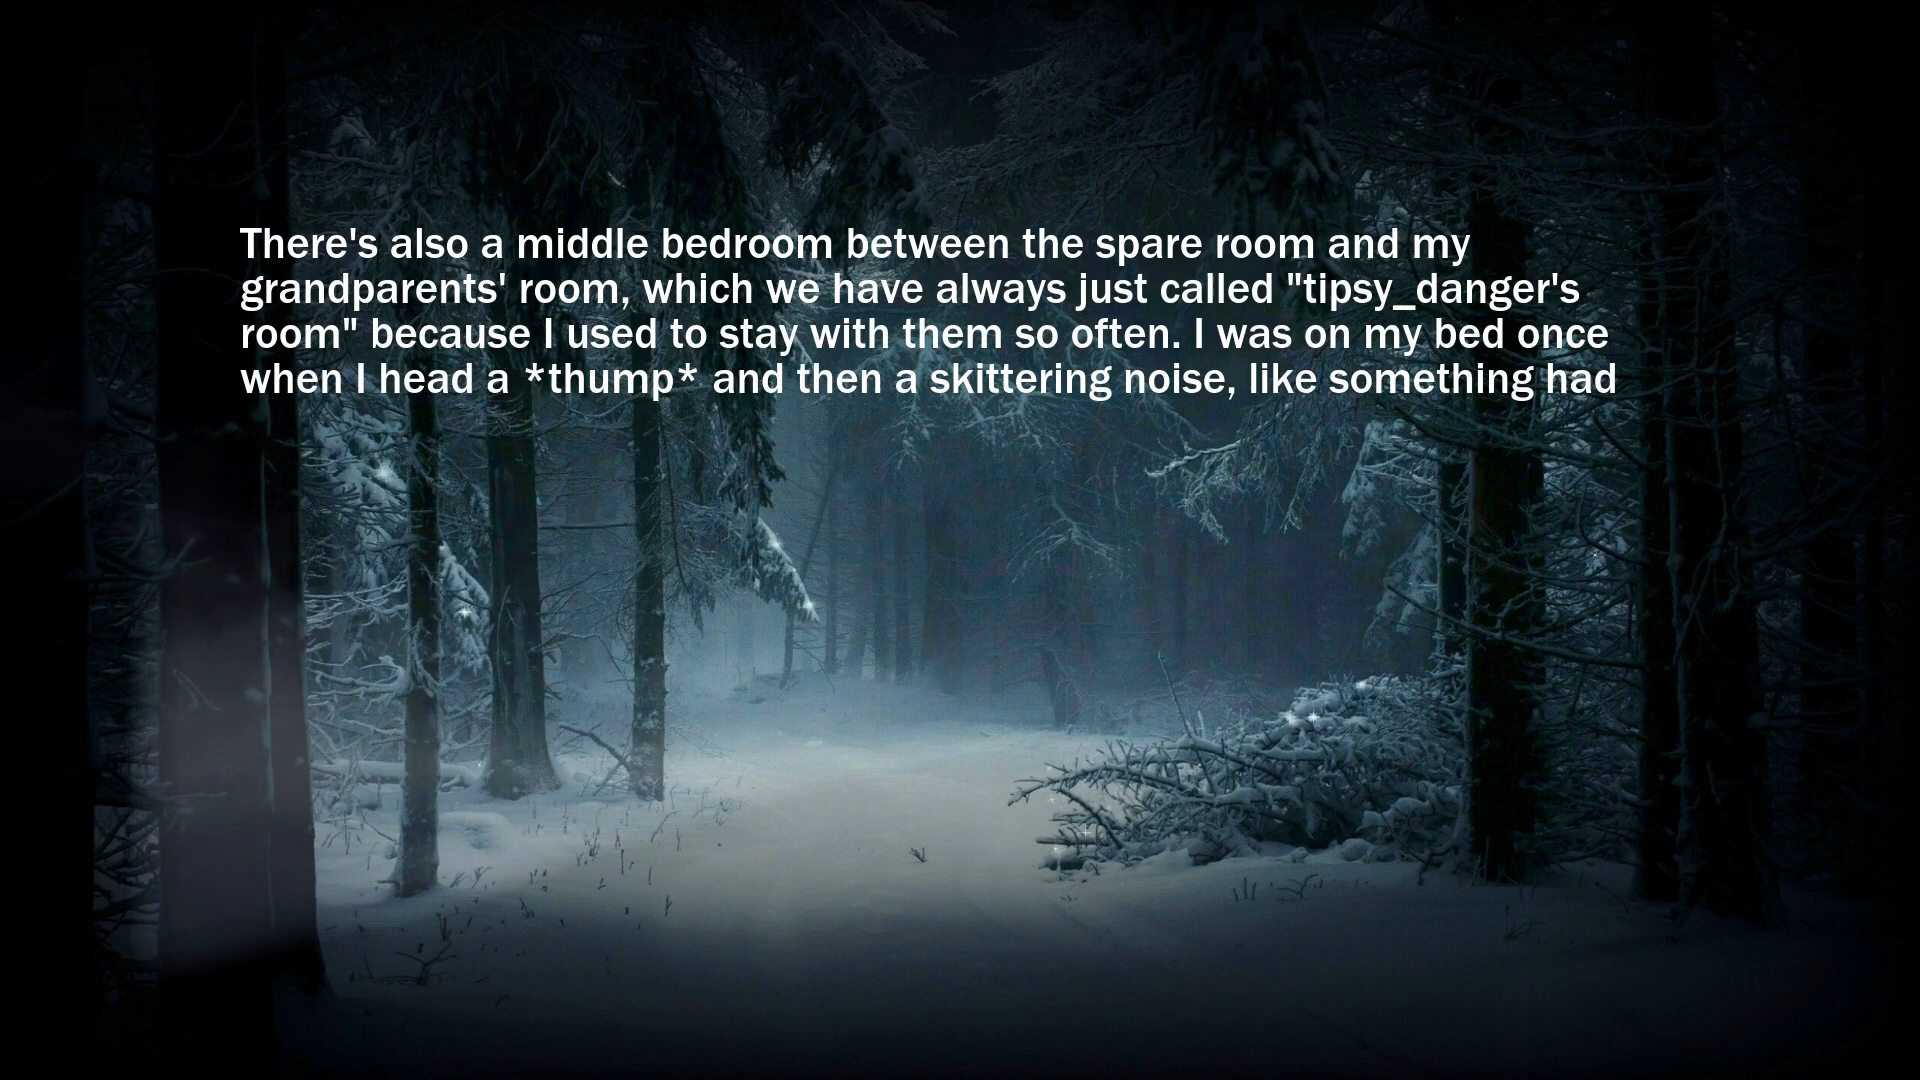 There's also a middle bedroom between the spare room and my
grandparents' room, which we have always just called "tipsy_danger's
room" because I used to stay with them so often. I was on my bed once
when I head a *thump* and then a skittering noise, like something had